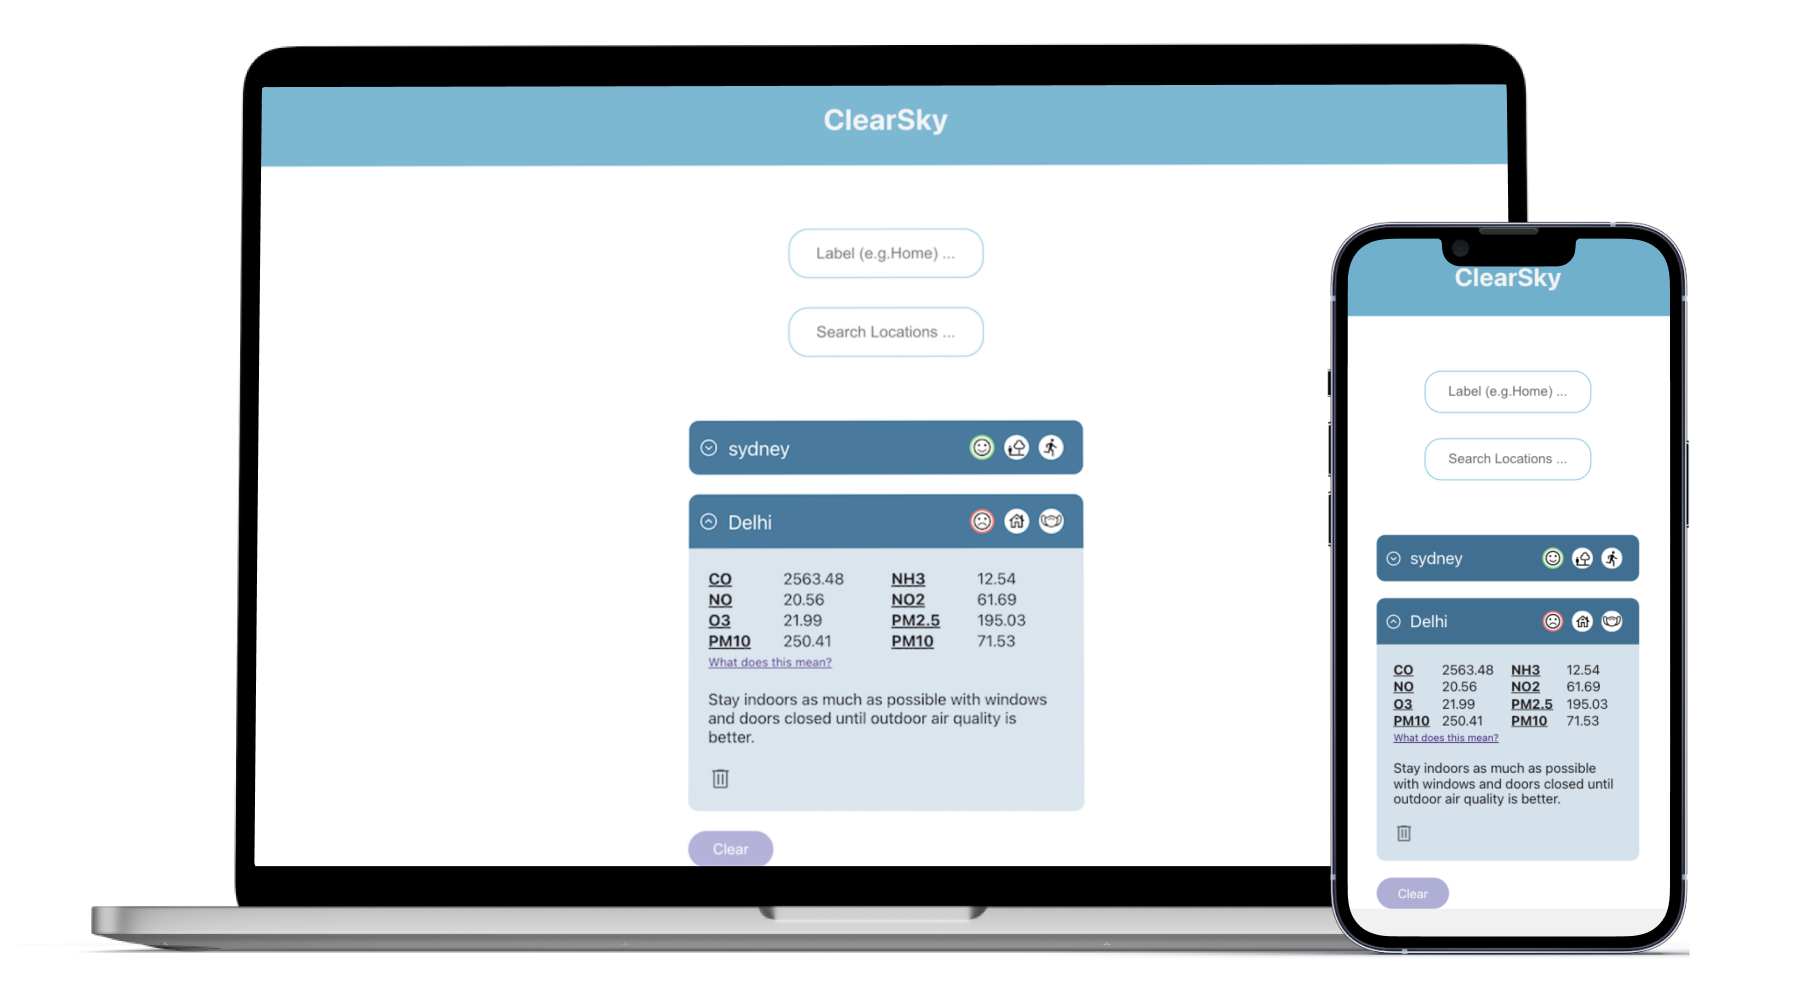 ClearSky
Label (e.g.Home) ...
Search Locations ...
sydney
Delhi
CO 2563.48 NH3 12.54
NO 20.56 NO2 61.69
O3 21.99 PM2.5 195.03
PM10 250.41 PM10 71.53
What does this mean?
Stay indoors as much as possible with windows
and doors closed until outdoor air quality is
better.
Clear
ClearSky
Label (e.g.Home) ...
Search Locations ...
sydney
Delhi
CO 2563.48 NH3 12.54
NO 20.56 NO2 61.69
O3 21.99 PM2.5 195.03
PM10 250.41 PM10 71.53
What does this mean?
Stay indoors as much as possible
with windows and doors closed until
outdoor air quality is better.
Clear